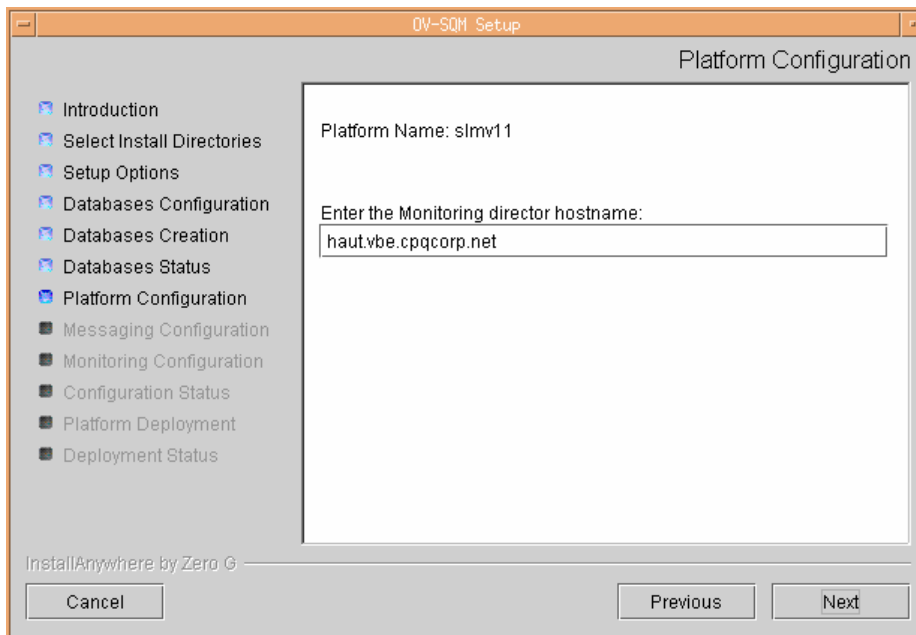 OV-SQM Setup
Platform Configuration
Introduction
Select Install Directories
Setup Options
Databases Configuration
Databases Creation
Databases Status
Platform Configuration
Messaging Configuration
Monitoring Configuration
Configuration Status
Platform Deployment
Deployment Status
Platform Name: slmv11
Enter the Monitoring director hostname:
haut.vbe.cpqcorp.net
InstallAnywhere by Zero G
Cancel
Previous
Next